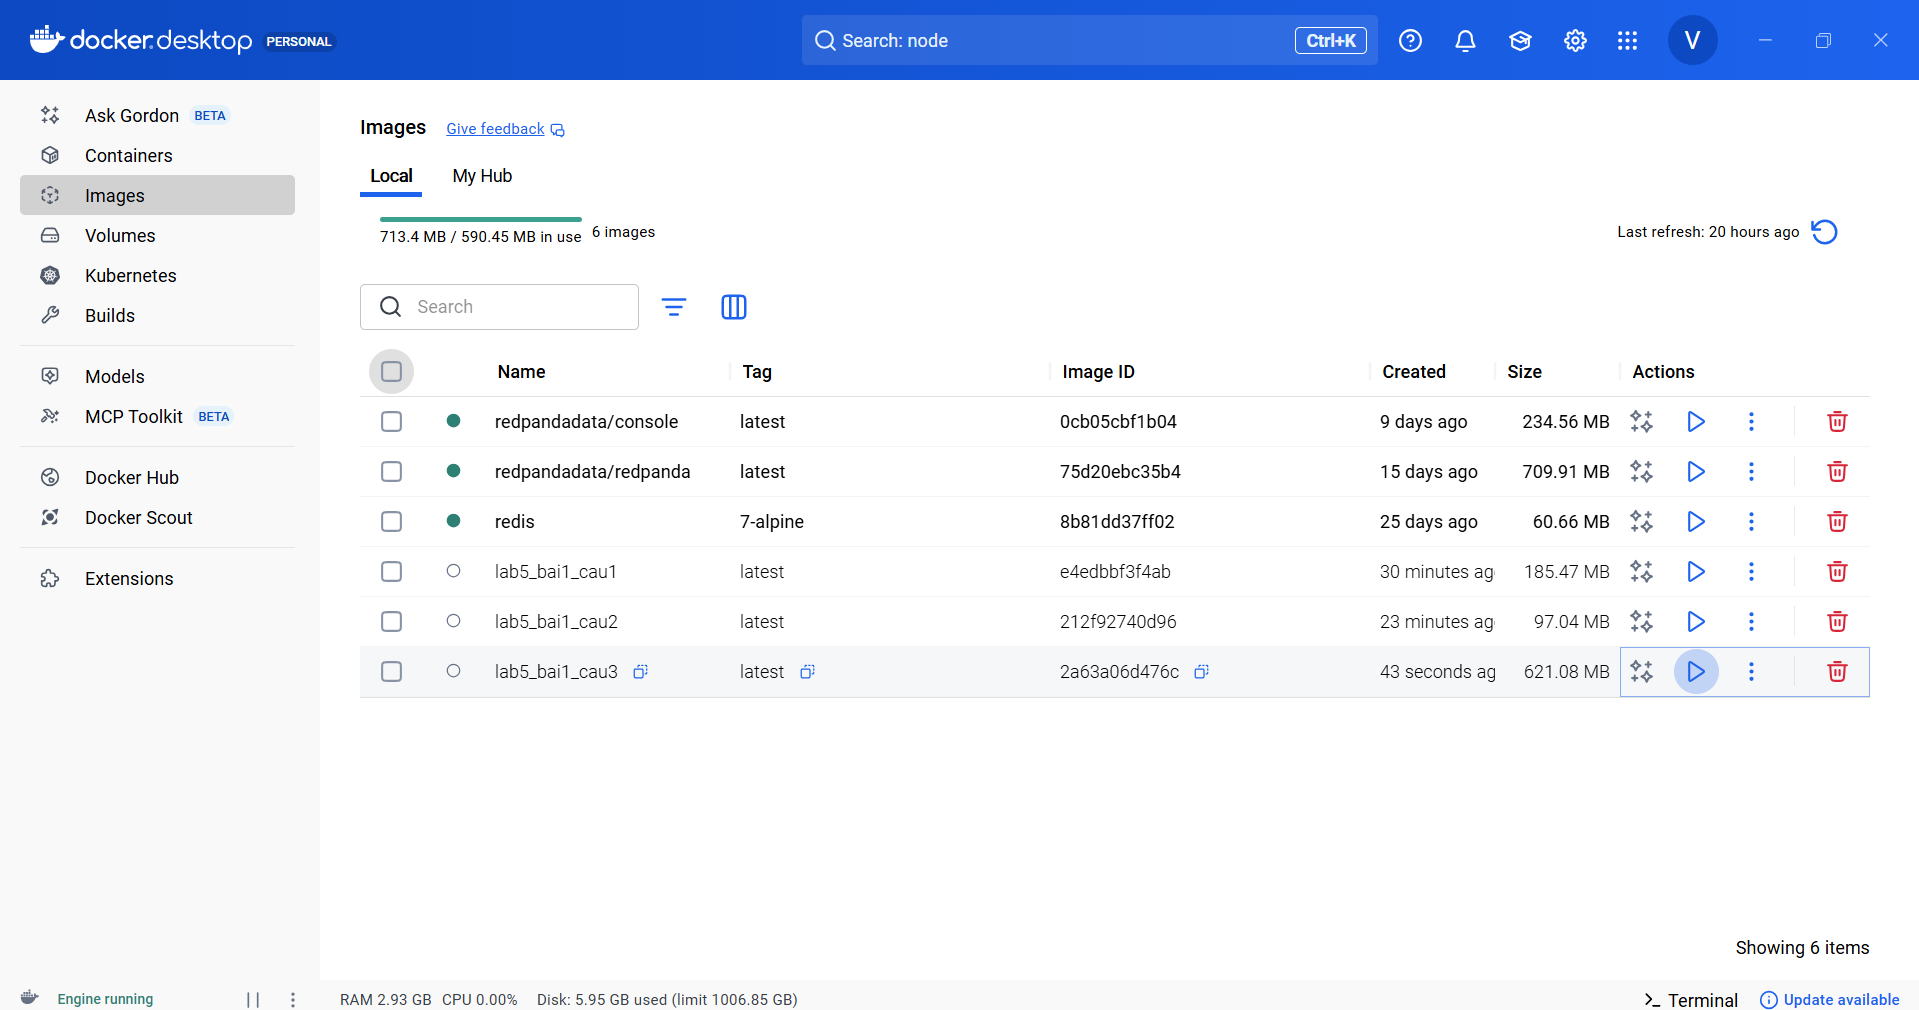 docker.desktop PERSONAL Search: node Ctrl+K V
Ask Gordon BETA
Containers
Images
Volumes
Kubernetes
Builds
Models
MCP Toolkit BETA
Docker Hub
Docker Scout
Extensions
Images Give feedback
Local My Hub
713.4 MB / 590.45 MB in use 6 images Last refresh: 20 hours ago
Search
Name Tag Image ID Created Size Actions
redpandadata/console latest 0cb05cbf1b04 9 days ago 234.56 MB
redpandadata/redpanda latest 75d20ebc35b4 15 days ago 709.91 MB
redis 7-alpine 8b81dd37ff02 25 days ago 60.66 MB
lab5_bai1_cau1 latest e4edbbf3f4ab 30 minutes ag 185.47 MB
lab5_bai1_cau2 latest 212f92740d96 23 minutes ag 97.04 MB
lab5_bai1_cau3 latest 2a63a06d476c 43 seconds ag 621.08 MB
Showing 6 items
Engine running RAM 2.93 GB CPU 0.00% Disk: 5.95 GB used (limit 1006.85 GB) Terminal Update available